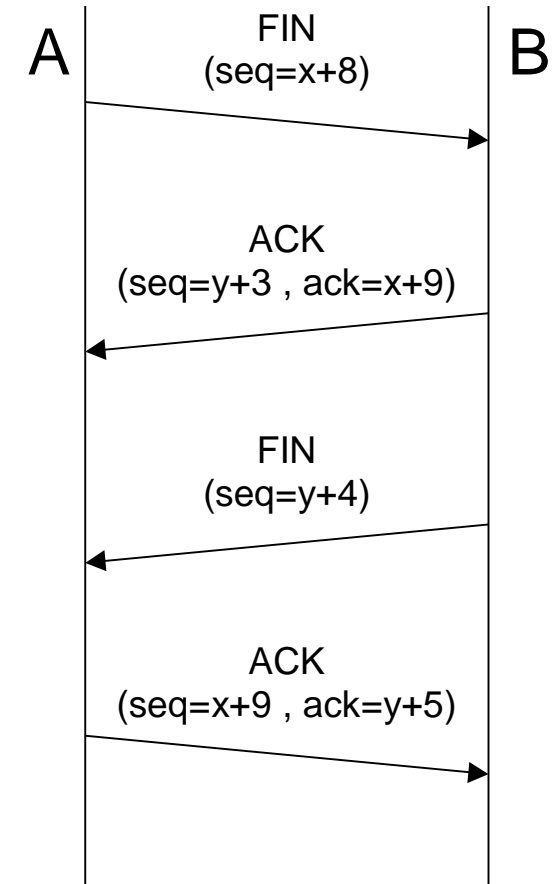 A
B
FIN
(seq=x+8)
ACK
(seq=y+3 , ack=x+9)
FIN
(seq=y+4)
ACK
(seq=x+9 , ack=y+5)